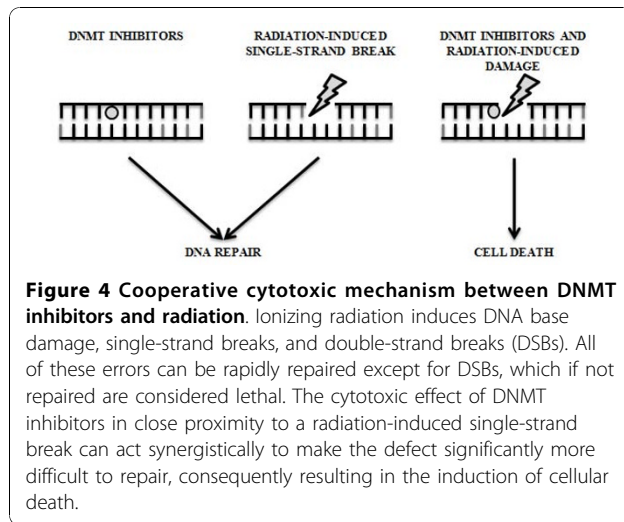 DNMT INHIBITORS
RADIATION-INDUCED
SINGLE-STRAND BREAK
DNMT INHIBITORS AND
RADIATION-INDUCED
DAMAGE
DNA REPAIR
CELL DEATH
Figure 4 Cooperative cytotoxic mechanism between DNMT
inhibitors and radiation. Ionizing radiation induces DNA base
damage, single-strand breaks, and double-strand breaks (DSBs). All
of these errors can be rapidly repaired except for DSBs, which if not
repaired are considered lethal. The cytotoxic effect of DNMT
inhibitors in close proximity to a radiation-induced single-strand
break can act synergistically to make the defect significantly more
difficult to repair, consequently resulting in the induction of cellular
death.